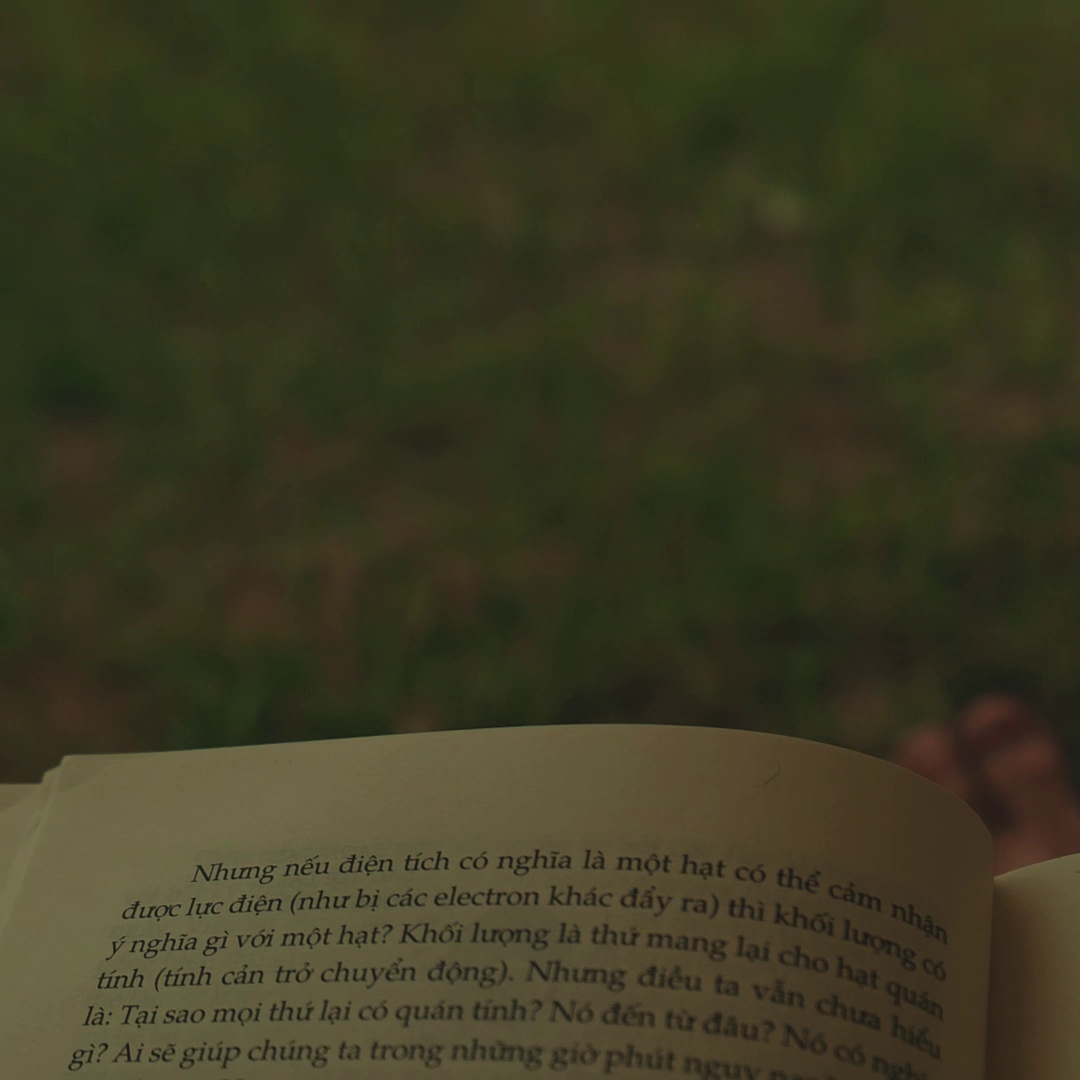 Nhưng nếu điện tích có nghĩa là một hạt có thể cảm nhận
được lực điện (như bị các electron khác đẩy ra) thì khối lượng có
ý nghĩa gì với một hạt? Khối lượng là thứ mang lại cho hạt quán
tính (tính cản trở chuyển động). Nhưng điều ta vẫn chưa hiểu
là: Tại sao mọi thứ lại có quán tính? Nó đến từ đâu? Nó có
gì? Ai sẽ giúp chúng ta trong những giờ phút nguy